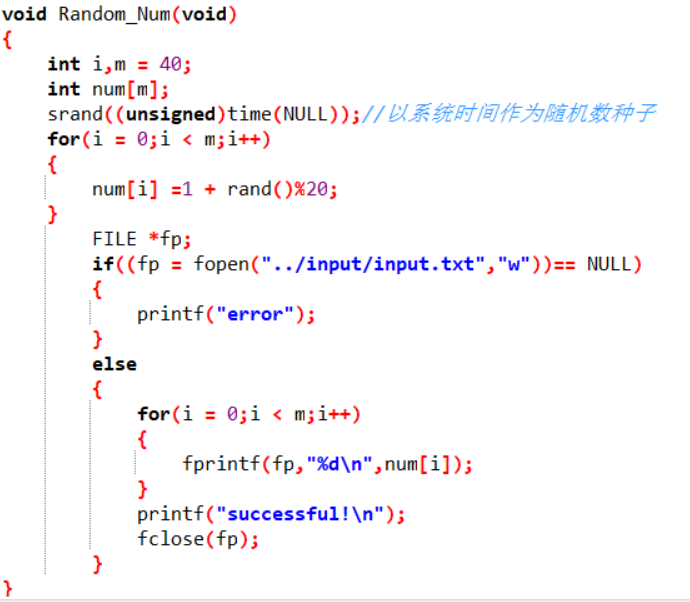 void Random_Num(void)
{
    int i,m = 40;
    int num[m];
    srand((unsigned)time(NULL));//以系统时间作为随机数种子
    for(i = 0;i < m;i++)
    {
        num[i] =1 + rand()%20;
    }
        FILE *fp;
        if((fp = fopen("../input/input.txt","w"))== NULL)
        {
            printf("error");
        }
        else
        {
            for(i = 0;i < m;i++)
            {
                fprintf(fp,"%d\n",num[i]);
            }
            printf("successful!\n");
            fclose(fp);
        }
}